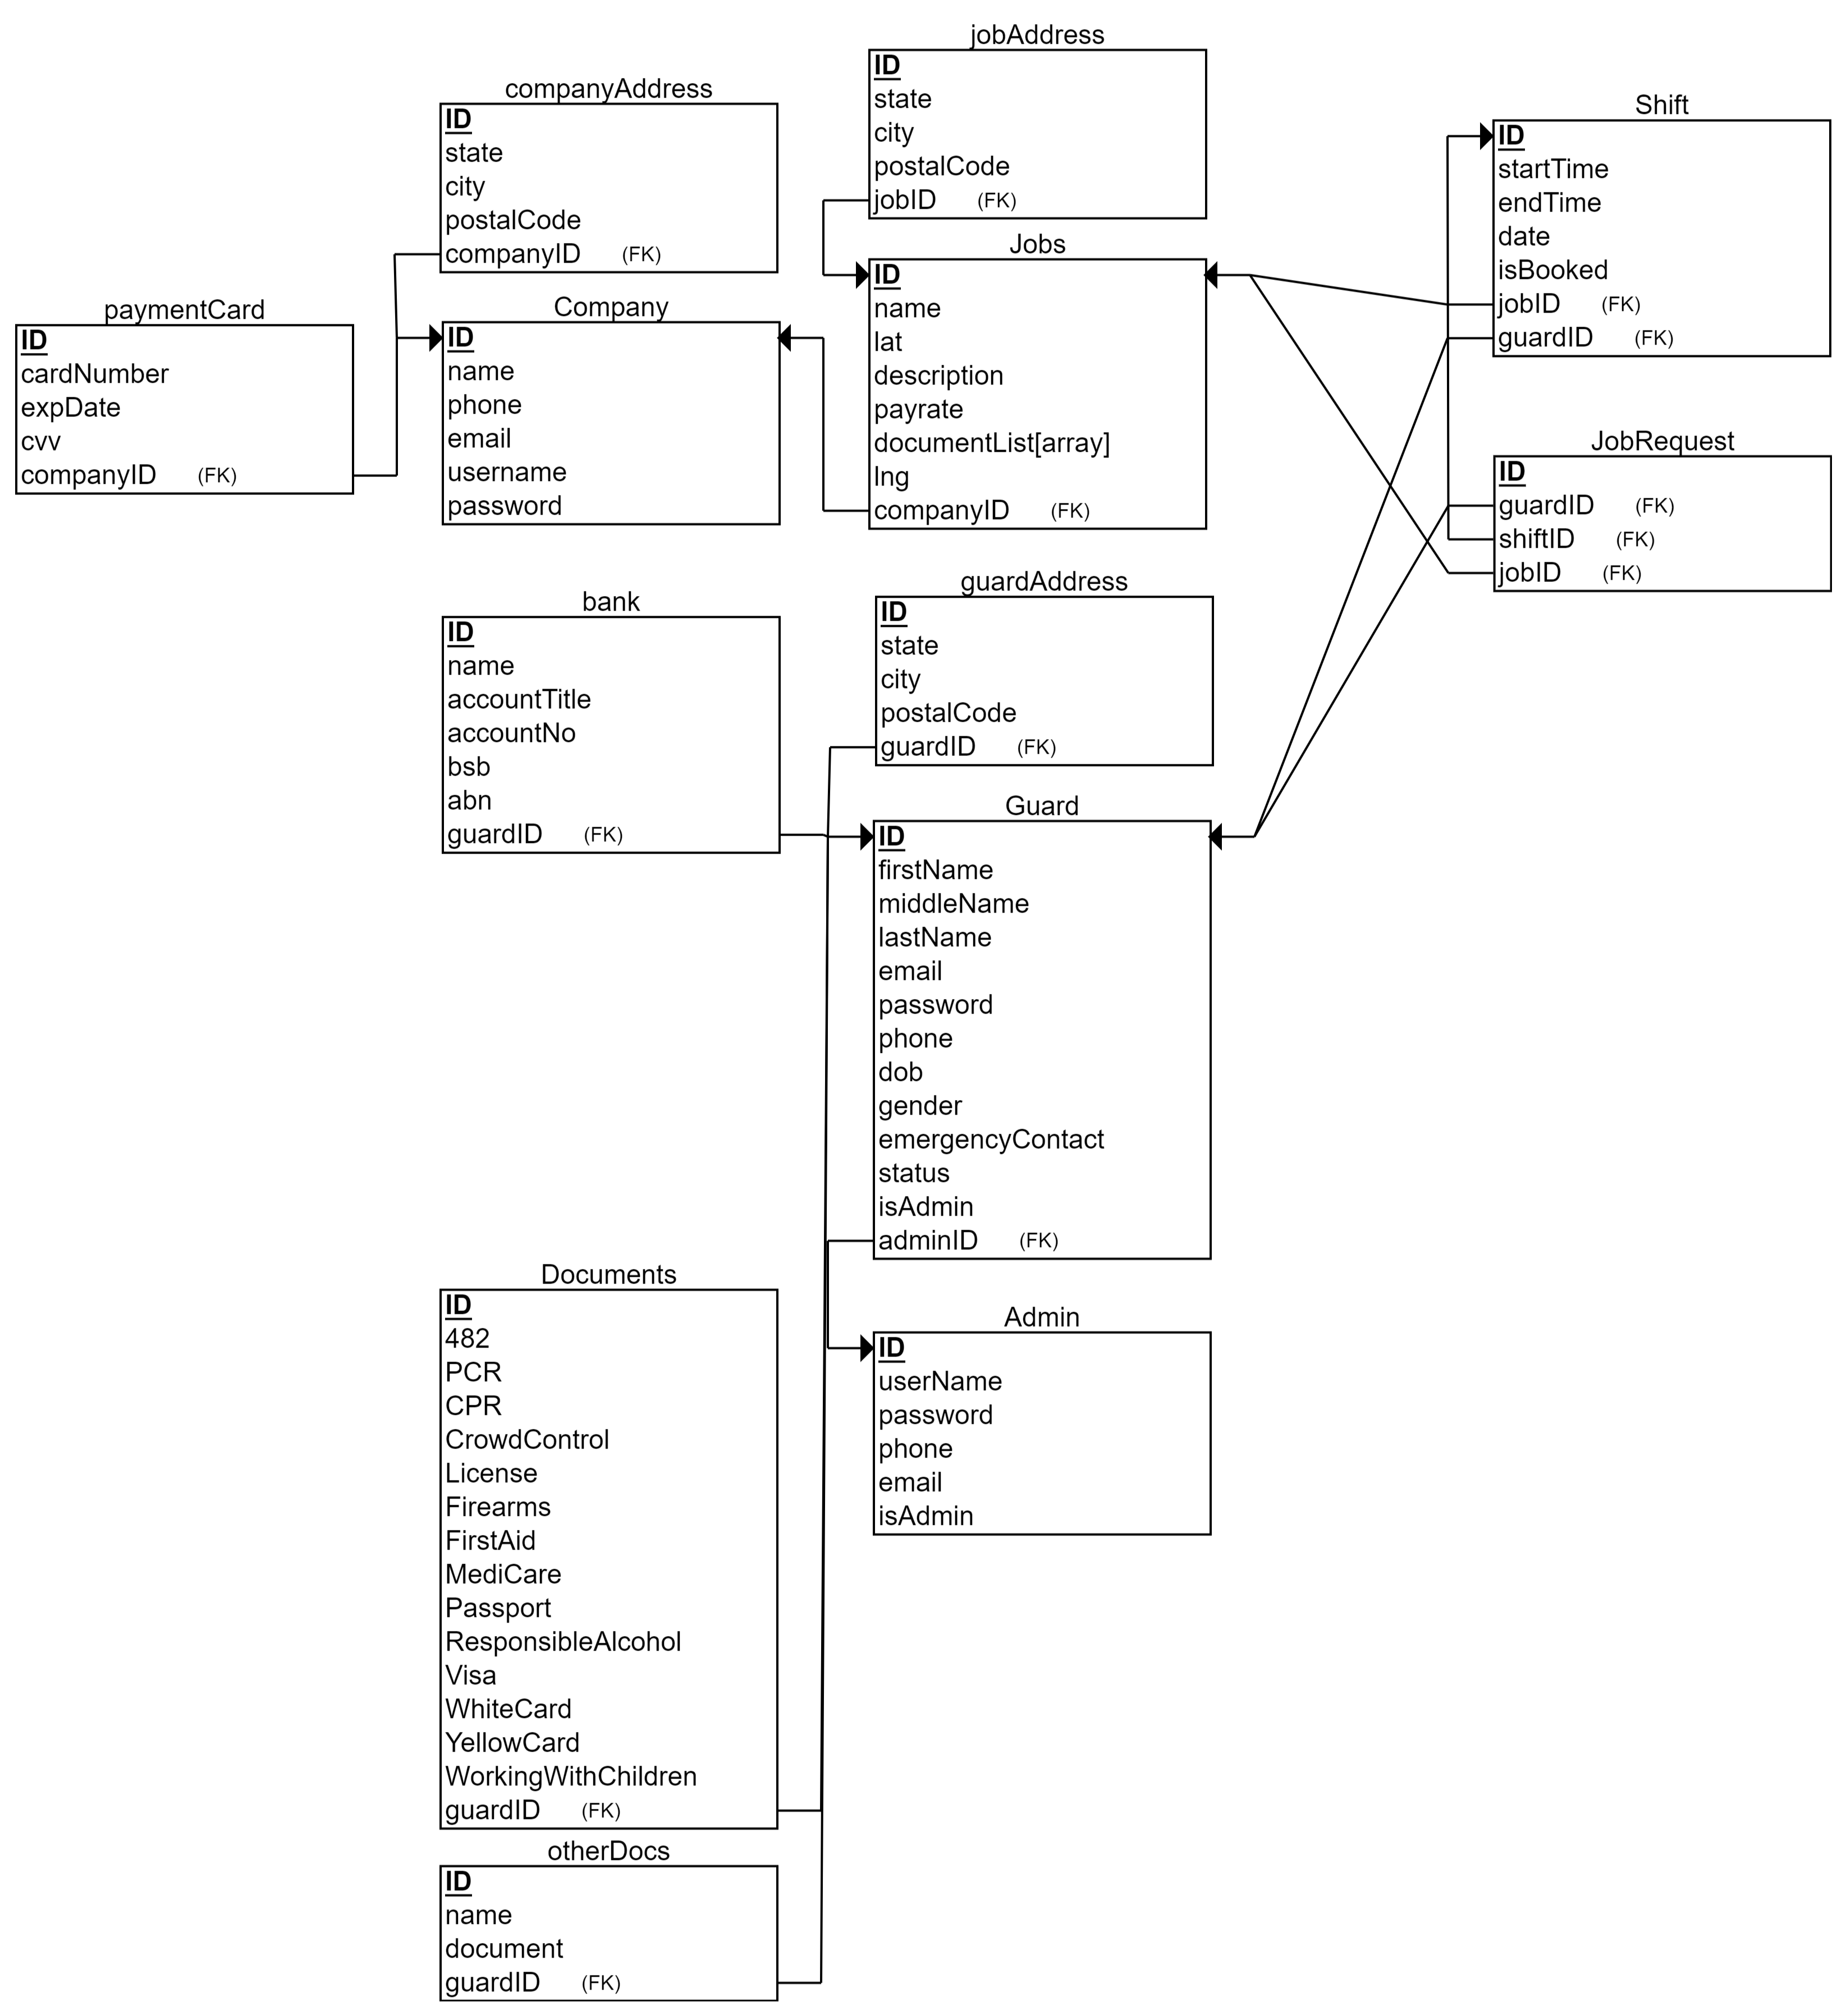 jobAddress
ID
state
city
postalCode
jobID (FK)
companyAddress
ID
state
city
postalCode
companyID (FK)
Shift
ID
startTime
endTime
date
isBooked
jobID (FK)
guardID (FK)
Jobs
ID
name
lat
description
payrate
documentList[array]
lng
companyID (FK)
paymentCard
ID
cardNumber
expDate
cvv
companyID (FK)
Company
ID
name
phone
email
username
password
JobRequest
ID
guardID (FK)
shiftID (FK)
jobID (FK)
bank
ID
name
accountTitle
accountNo
bsb
abn
guardID (FK)
guardAddress
ID
state
city
postalCode
guardID (FK)
Guard
ID
firstName
middleName
lastName
email
password
phone
dob
gender
emergencyContact
status
isAdmin
adminID (FK)
Documents
ID
482
PCR
CPR
CrowdControl
License
Firearms
FirstAid
MediCare
Passport
ResponsibleAlcohol
Visa
WhiteCard
YellowCard
WorkingWithChildren
guardID (FK)
Admin
ID
userName
password
phone
email
isAdmin
otherDocs
ID
name
document
guardID (FK)